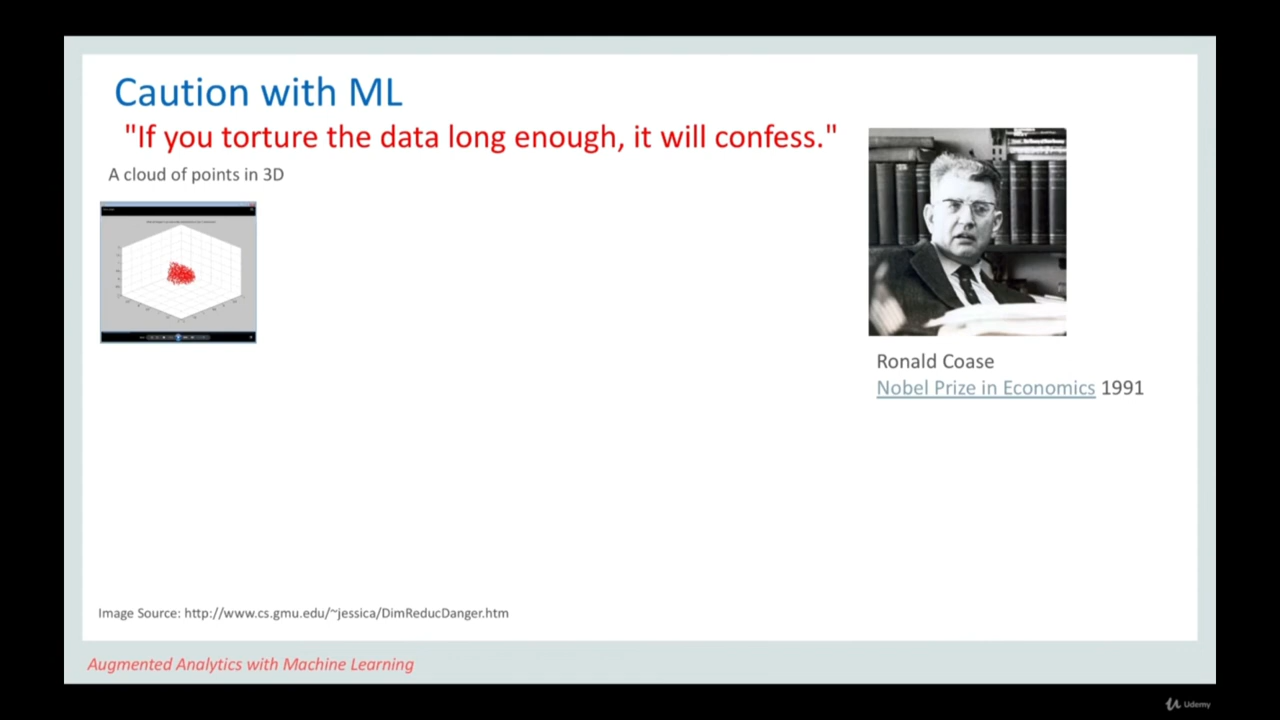 Caution with ML
"If you torture the data long enough, it will confess."
A cloud of points in 3D
Ronald Coase
Nobel Prize in Economics 1991
Image Source: http://www.cs.gmu.edu/~jessica/DimReducDanger.htm
Augmented Analytics with Machine Learning
Udemy